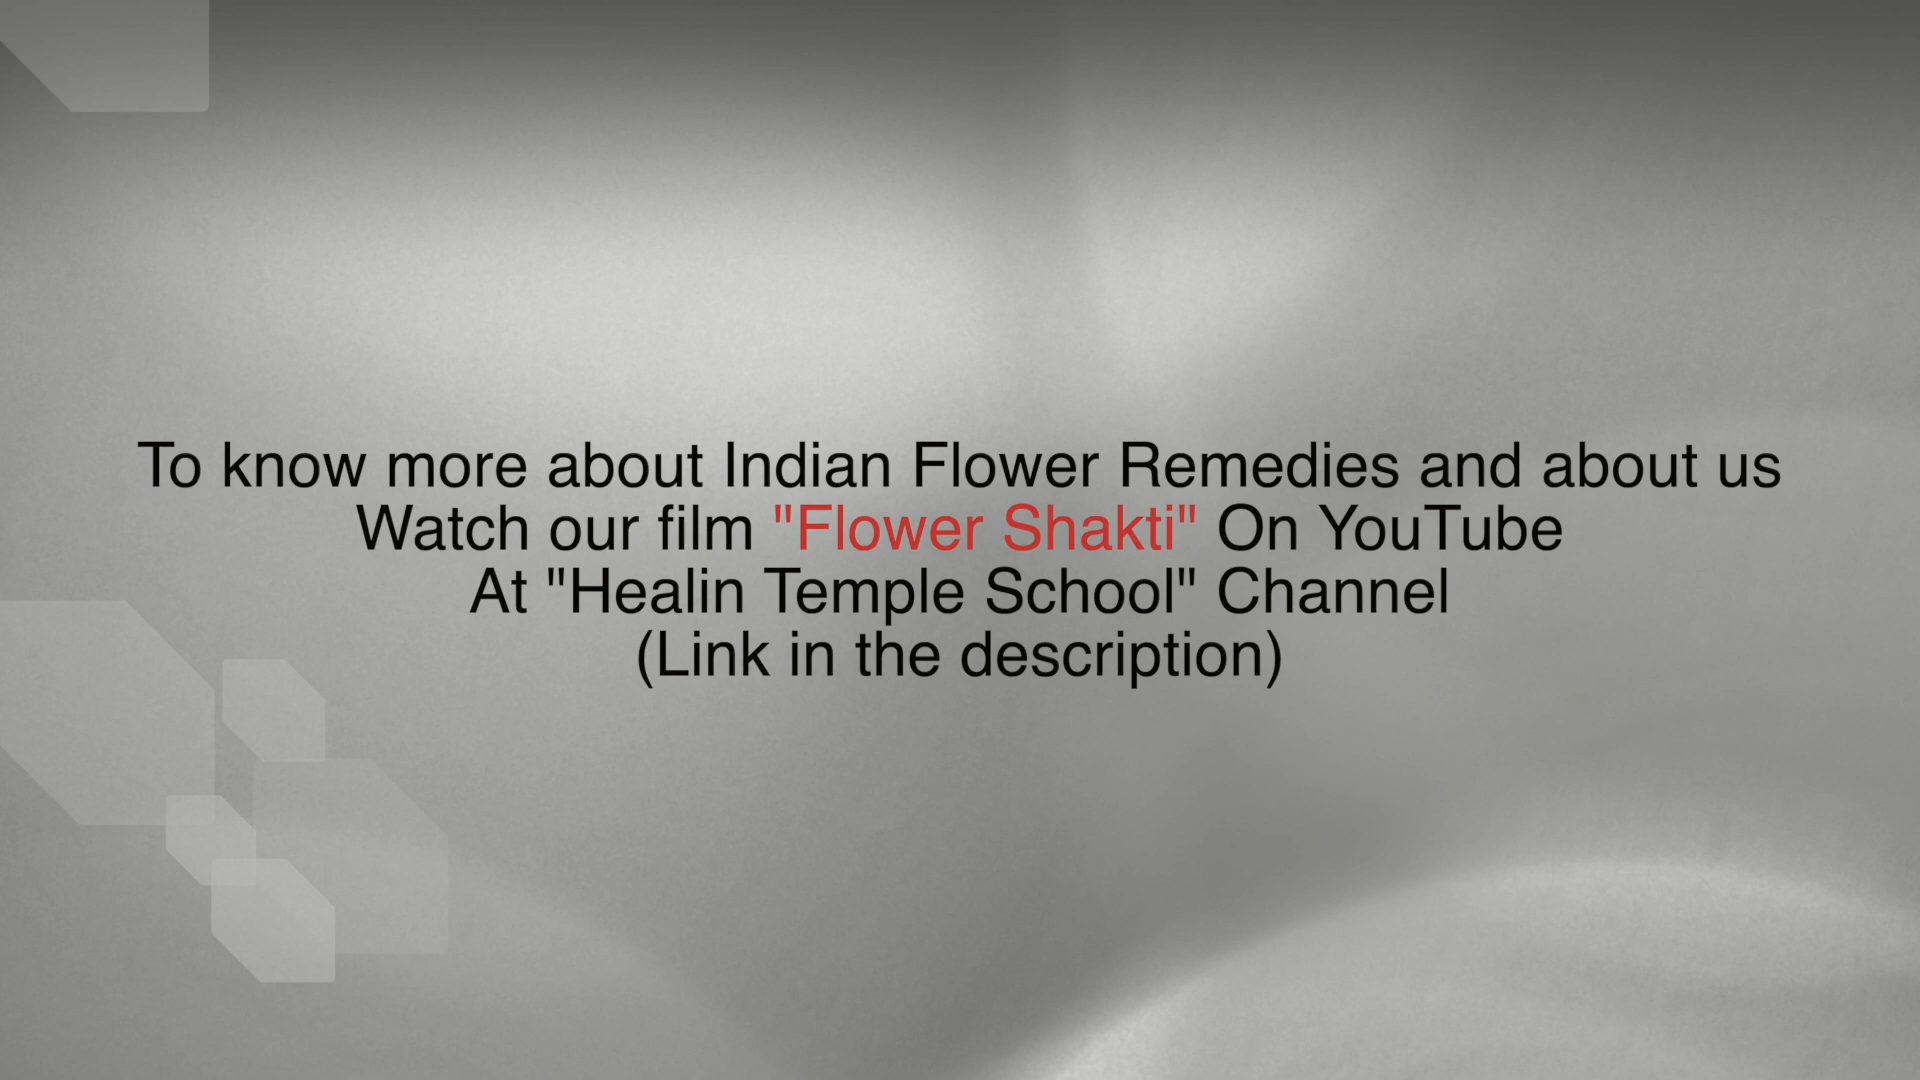 To know more about Indian Flower Remedies and about us
Watch our film "Flower Shakti" On YouTube
At "Healin Temple School" Channel
(Link in the description)